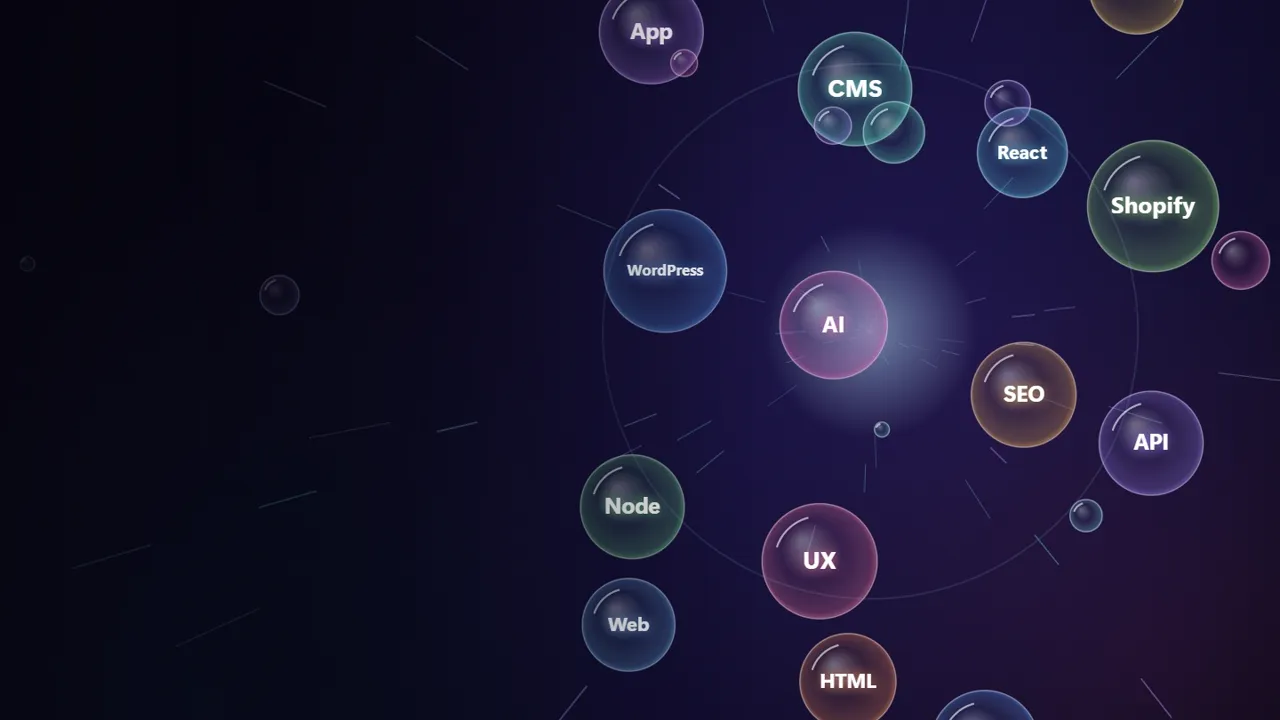 App
CMS
React
Shopify
WordPress
AI
SEO
API
Node
UX
Web
HTML